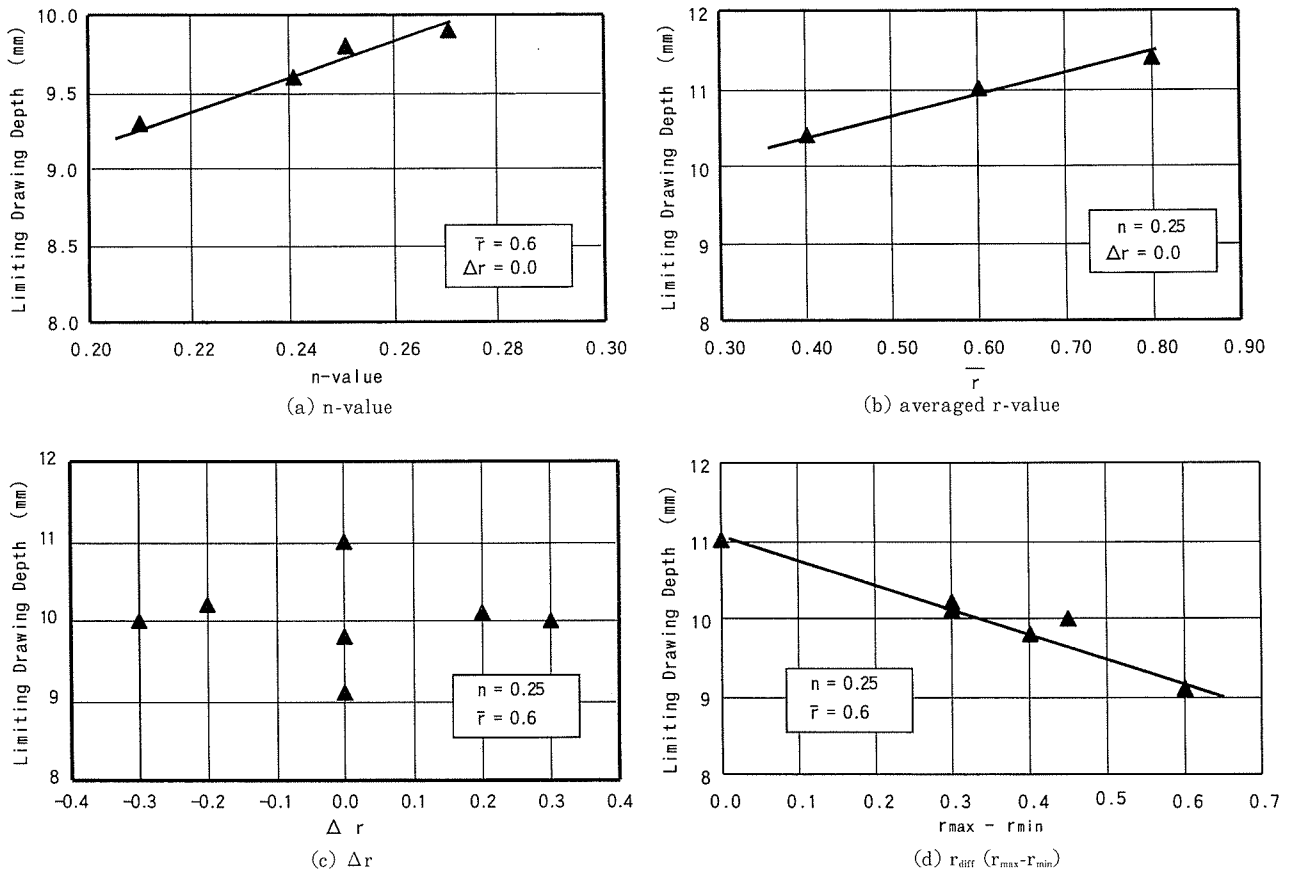 10.0
9.5
9.0
8.5
8.0
Limiting Drawing Depth (mm)
r̄ = 0.6
Δr = 0.0
0.20 0.22 0.24 0.26 0.28 0.30
n-value
(a) n-value
12
11
10
9
8
Limiting Drawing Depth (mm)
n = 0.25
Δr = 0.0
0.30 0.40 0.50 0.60 0.70 0.80 0.90
r̄
(b) averaged r-value
12
11
10
9
8
Limiting Drawing Depth (mm)
n = 0.25
r̄ = 0.6
-0.4 -0.3 -0.2 -0.1 0.0 0.1 0.2 0.3 0.4
Δ r
(c) Δr
12
11
10
9
8
Limiting Drawing Depth (mm)
n = 0.25
r̄ = 0.6
0.0 0.1 0.2 0.3 0.4 0.5 0.6 0.7
rmax - rmin
(d) rdiff (rmax-rmin)